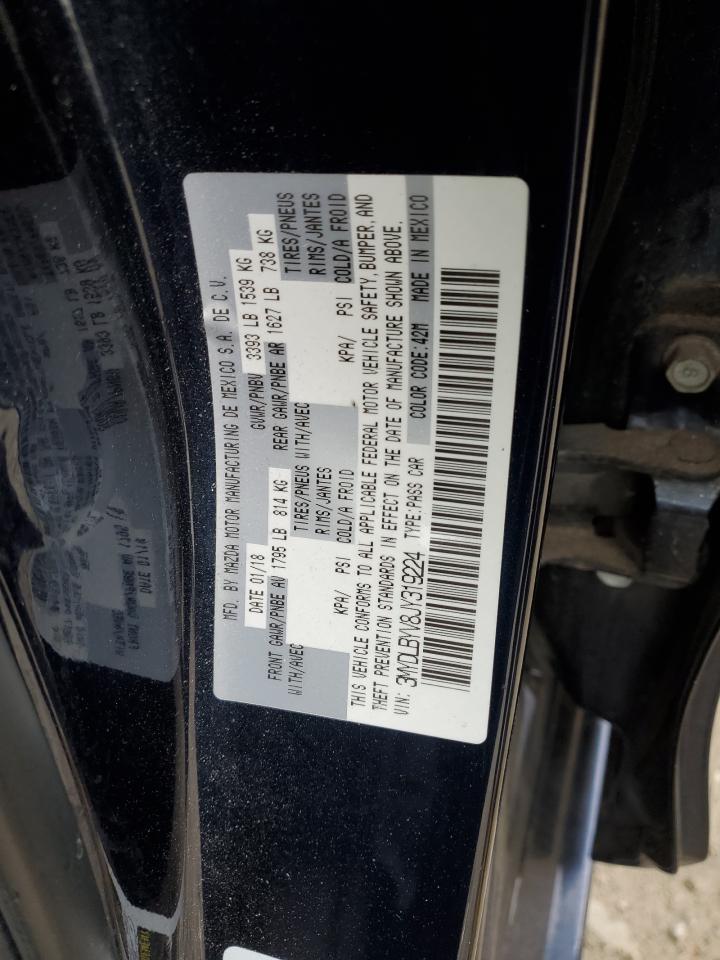 MFD. BY MAZDA MOTOR MANUFACTURING DE MEXICO S.A. DE C.V.
DATE 01/18 GVWR/PNBV 3393 LB 1539 KG
FRONT GAWR/PNBE AV 1795 LB 814 KG REAR GAWR/PNBE AR 1627 LB 738 KG
WITH/AVEC TIRES/PNEUS WITH/AVEC TIRES/PNEUS
RIMS/JANTES RIMS/JANTES
KPA/ PSI COLD/A FROID KPA/ PSI COLD/A FROID
THIS VEHICLE CONFORMS TO ALL APPLICABLE FEDERAL MOTOR VEHICLE SAFETY, BUMPER, AND
THEFT PREVENTION STANDARDS IN EFFECT ON THE DATE OF MANUFACTURE SHOWN ABOVE.
VIN: 3MYDLBYV8JY319224 TYPE:PASS CAR COLOR CODE:42M MADE IN MEXICO